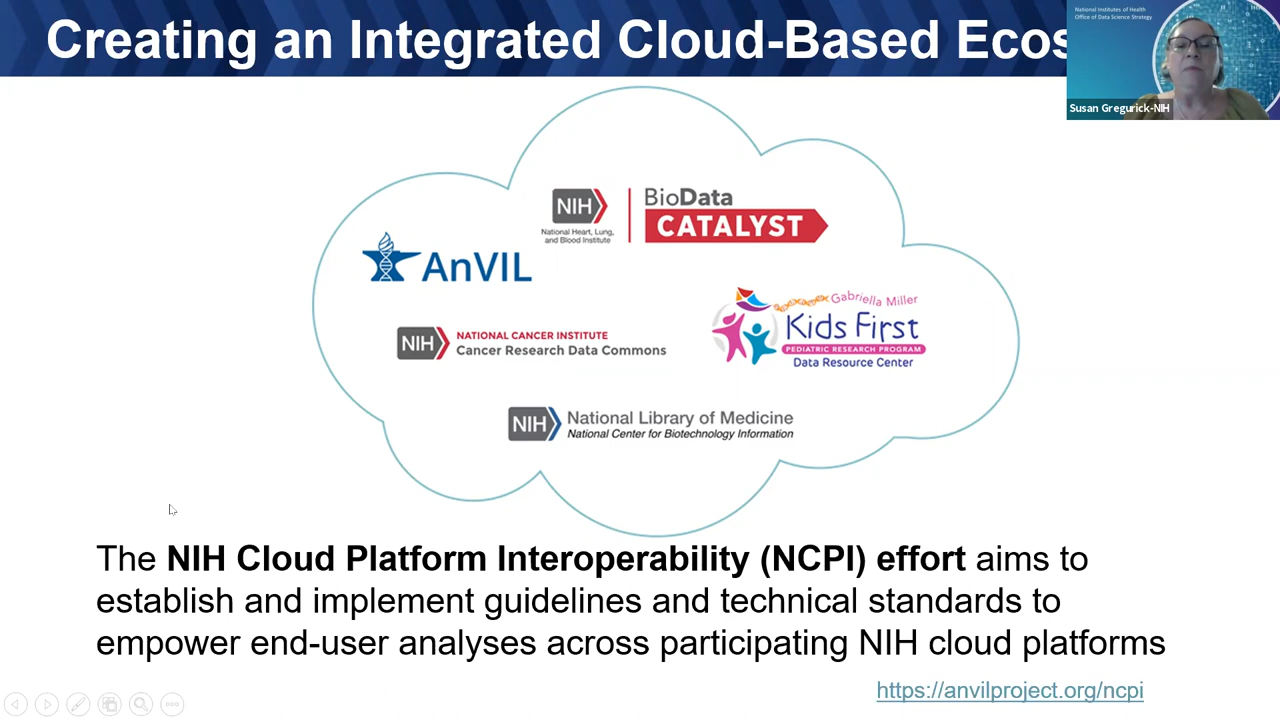 Creating an Integrated Cloud-Based Ecos
National Institutes of Health
Office of Data Science Strategy
Susan Gregurick-NIH
NIH
National Heart, Lung,
and Blood Institute
BioData
CATALYST
AnVIL
Gabriella Miller
Kids First
PEDIATRIC RESEARCH PROGRAM
Data Resource Center
NIH
NATIONAL CANCER INSTITUTE
Cancer Research Data Commons
NIH
National Library of Medicine
National Center for Biotechnology Information
The NIH Cloud Platform Interoperability (NCPI) effort aims to
establish and implement guidelines and technical standards to
empower end-user analyses across participating NIH cloud platforms
https://anvilproject.org/ncpi